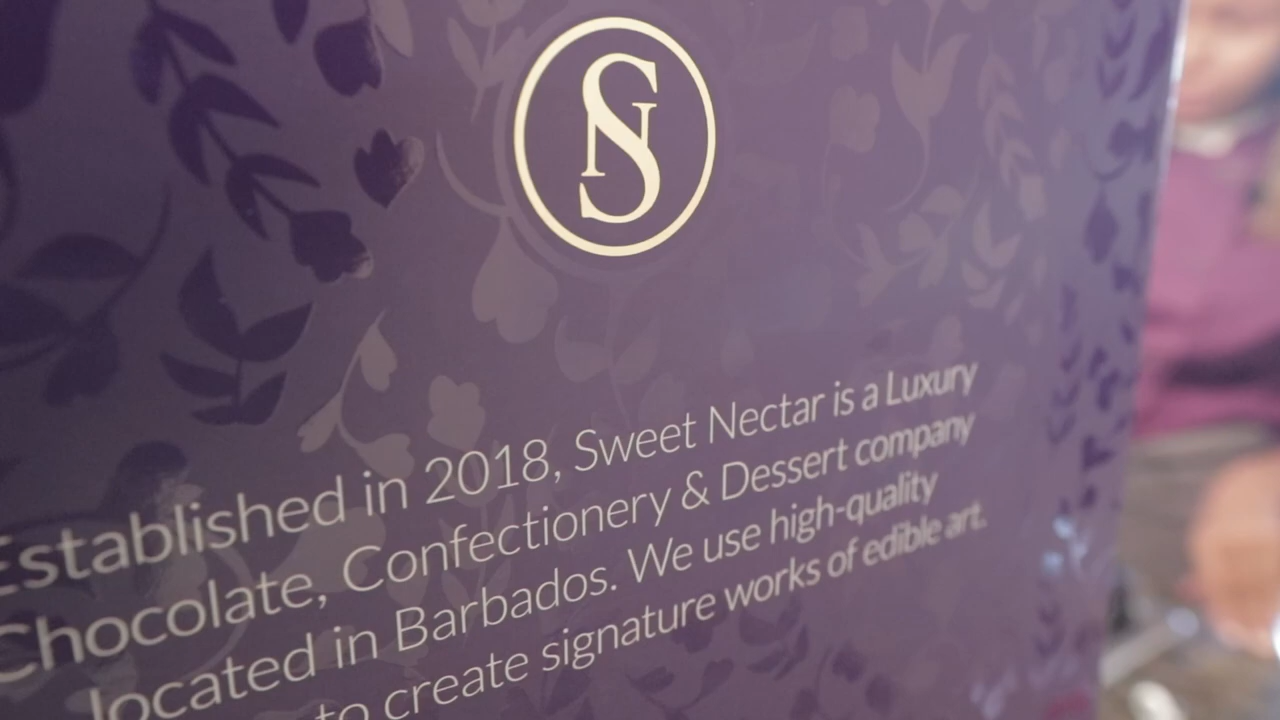 SN
Established in 2018, Sweet Nectar is a Luxury
Chocolate, Confectionery & Dessert company
located in Barbados. We use high-quality
to create signature works of edible art.